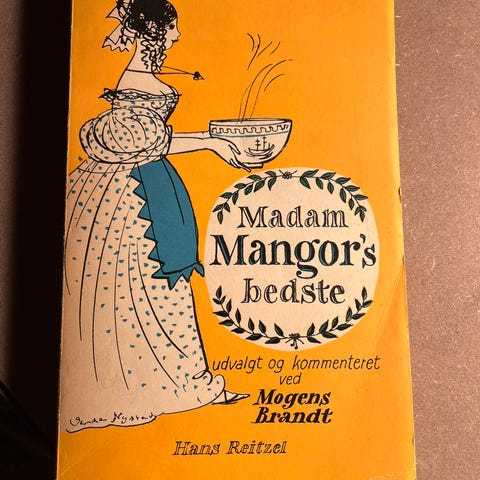 Madam
Mangor's
bedste
udvalgt og kommenteret
ved
Mogens
Brandt
Hans Reitzel